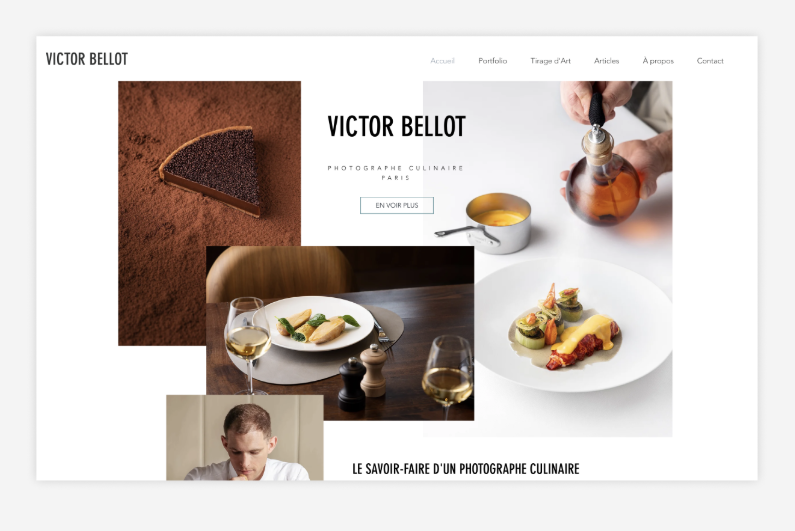 VICTOR BELLOT
Accueil Portfolio Tirage d'Art Articles À propos Contact
VICTOR BELLOT
PHOTOGRAPHE CULINAIRE
PARIS
EN VOIR PLUS
LE SAVOIR-FAIRE D'UN PHOTOGRAPHE CULINAIRE